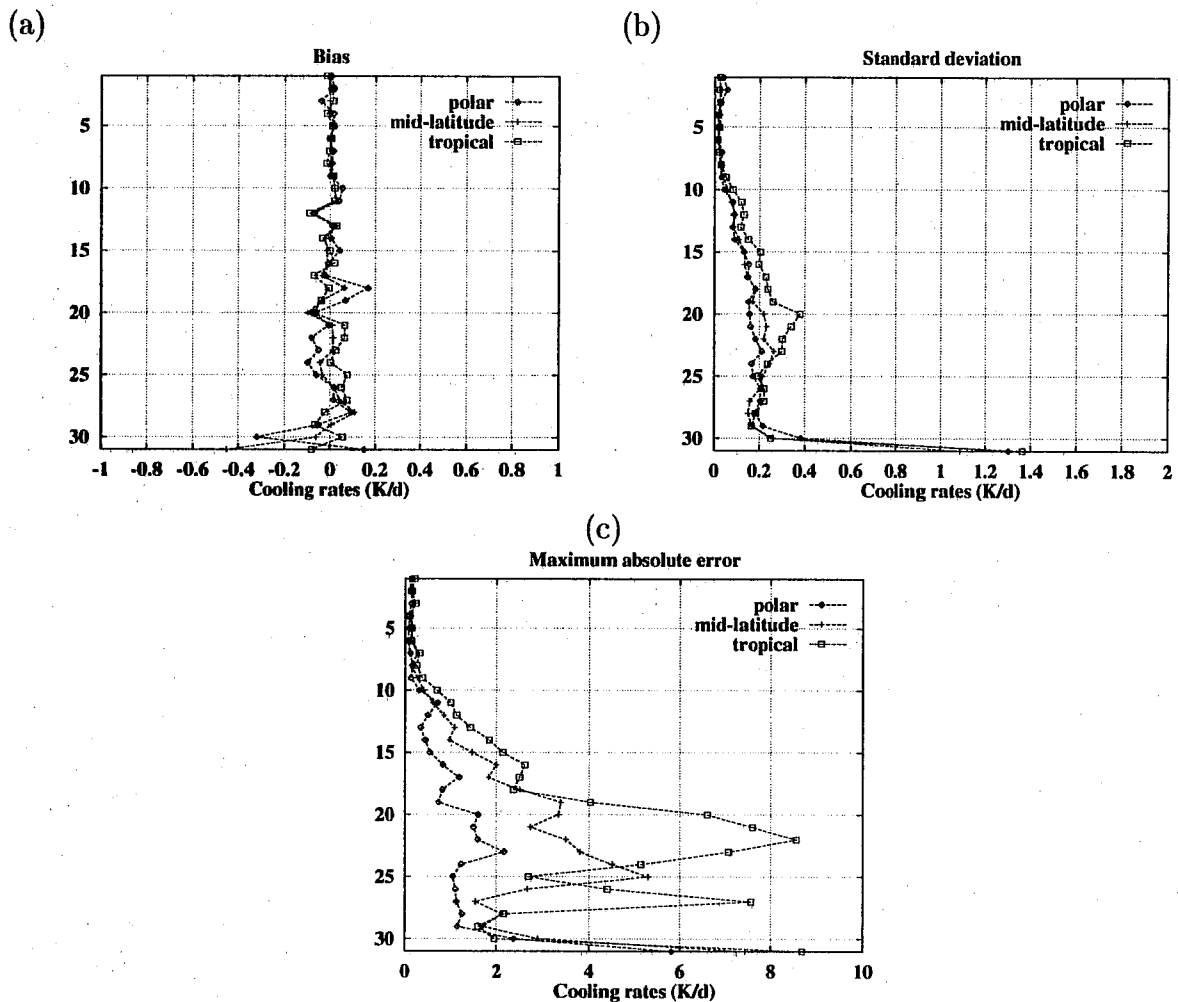 (a)
Bias
polar
mid-latitude
tropical
5
10
15
20
25
30
-1 -0.8 -0.6 -0.4 -0.2 0 0.2 0.4 0.6 0.8 1
Cooling rates (K/d)
(b)
Standard deviation
polar
mid-latitude
tropical
5
10
15
20
25
30
0 0.2 0.4 0.6 0.8 1 1.2 1.4 1.6 1.8 2
Cooling rates (K/d)
(c)
Maximum absolute error
polar
mid-latitude
tropical
5
10
15
20
25
30
0 2 4 6 8 10
Cooling rates (K/d)